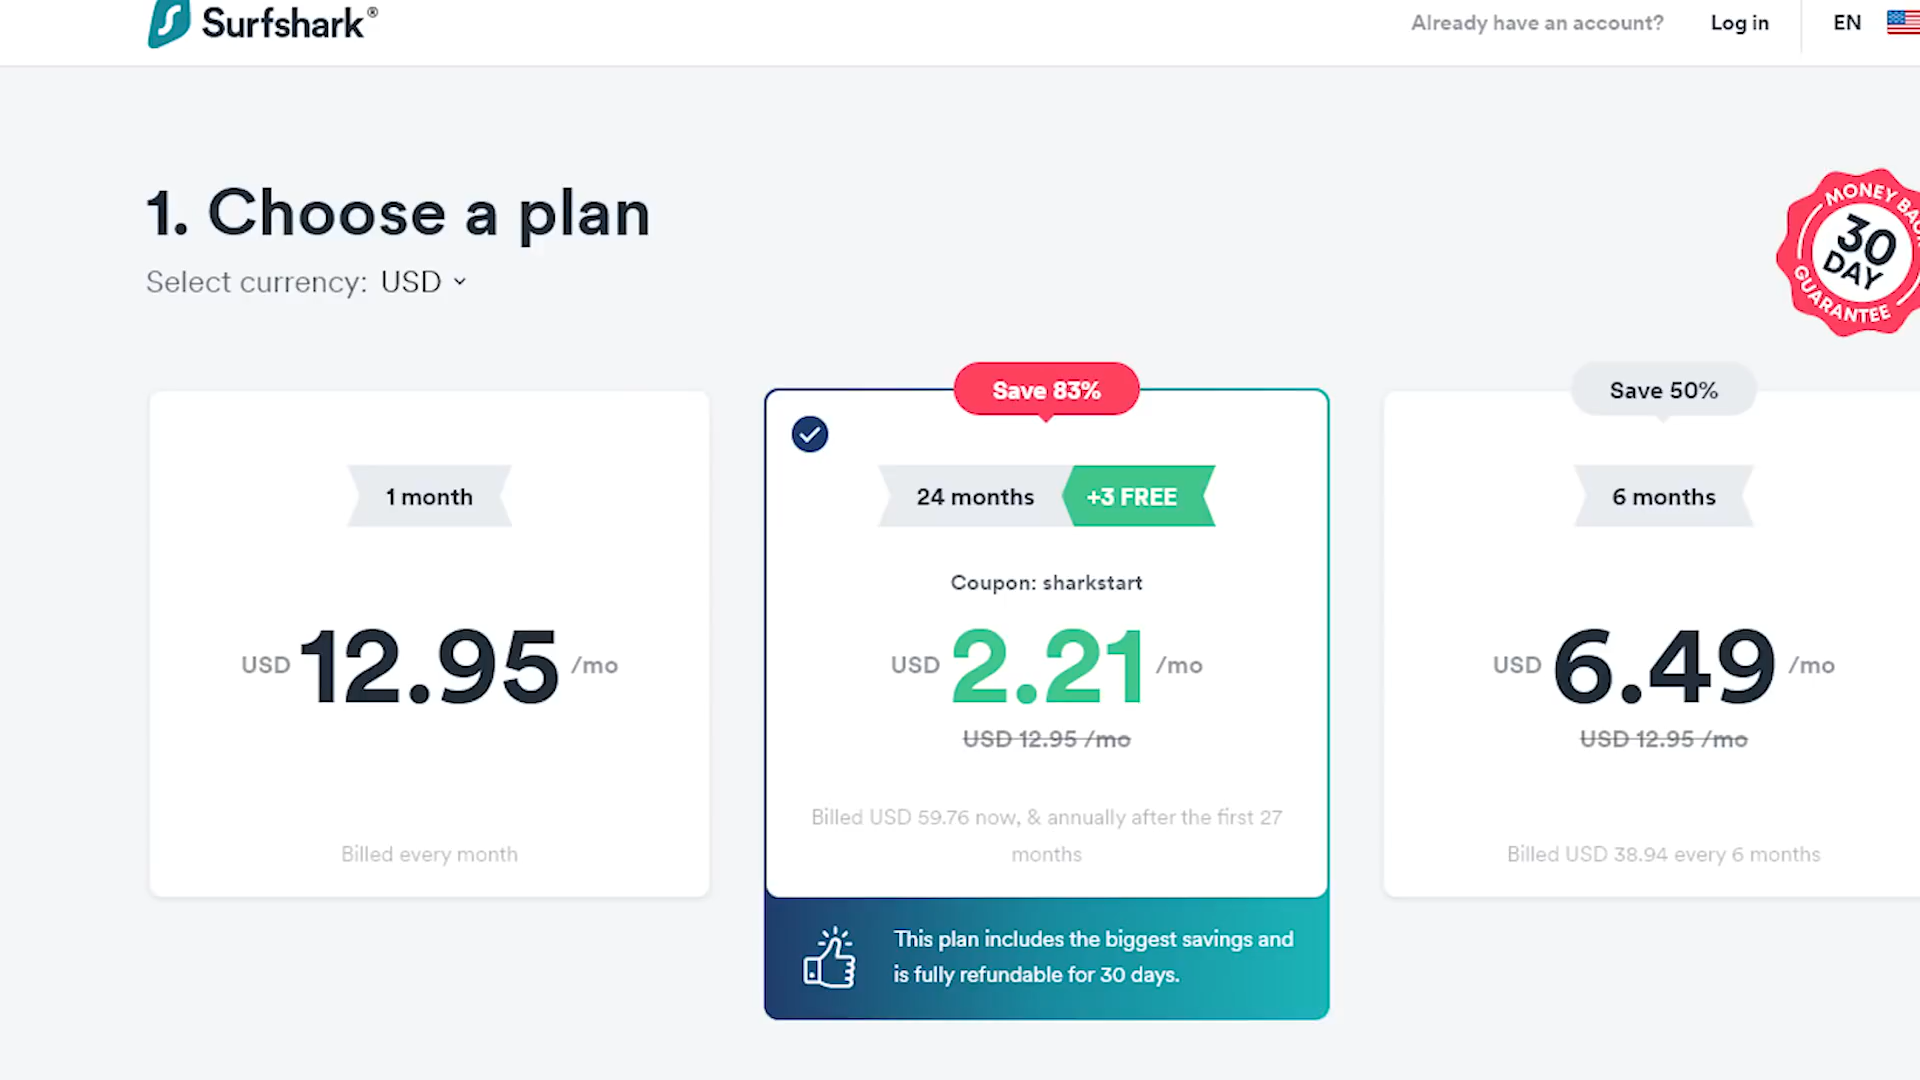 Surfshark®
Already have an account?
Log in
EN
1. Choose a plan
Select currency: USD
MONEY BACK
30
DAY
GUARANTEE
1 month
USD 12.95 /mo
Billed every month
Save 83%
24 months
+3 FREE
Coupon: sharkstart
USD 2.21 /mo
USD 12.95 /mo
Billed USD 59.76 now, & annually after the first 27
months
This plan includes the biggest savings and
is fully refundable for 30 days.
Save 50%
6 months
USD 6.49 /mo
USD 12.95 /mo
Billed USD 38.94 every 6 months